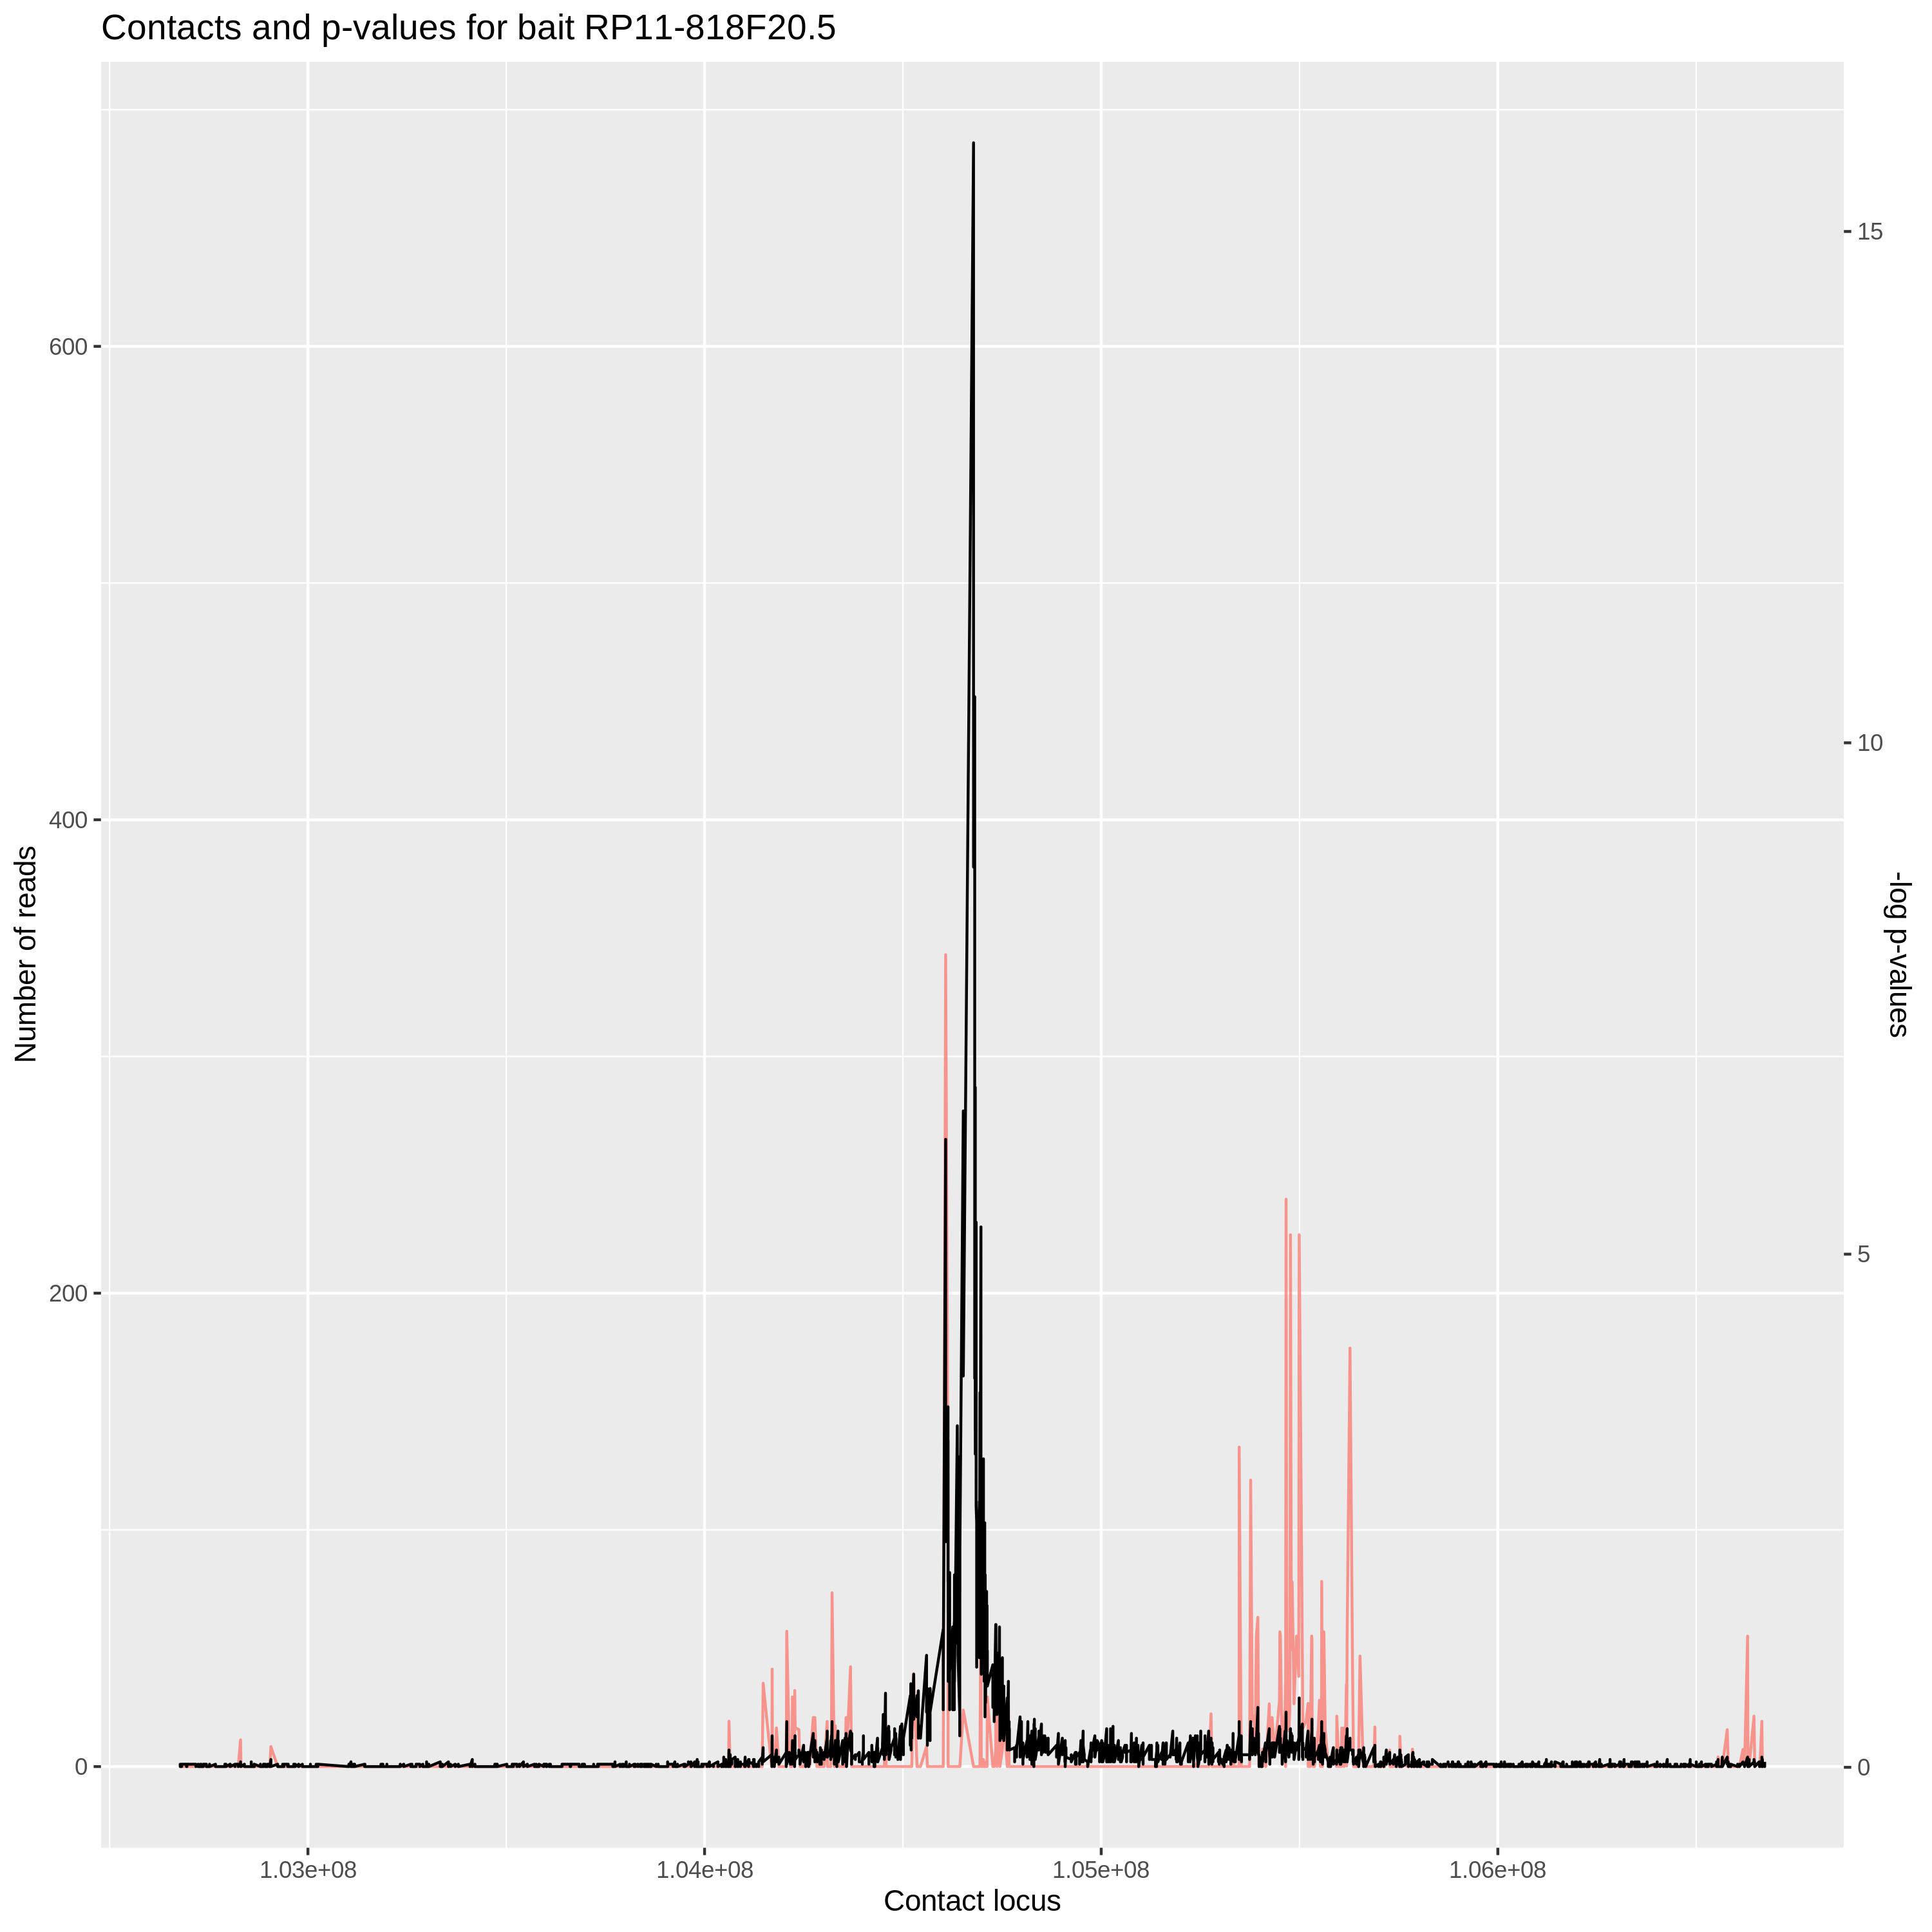 Contacts and p-values for bait RP11-818F20.5
15
600
10
400
Number of reads
-log p-values
5
200
0
0
1.03e+08
1.04e+08
1.05e+08
1.06e+08
Contact locus